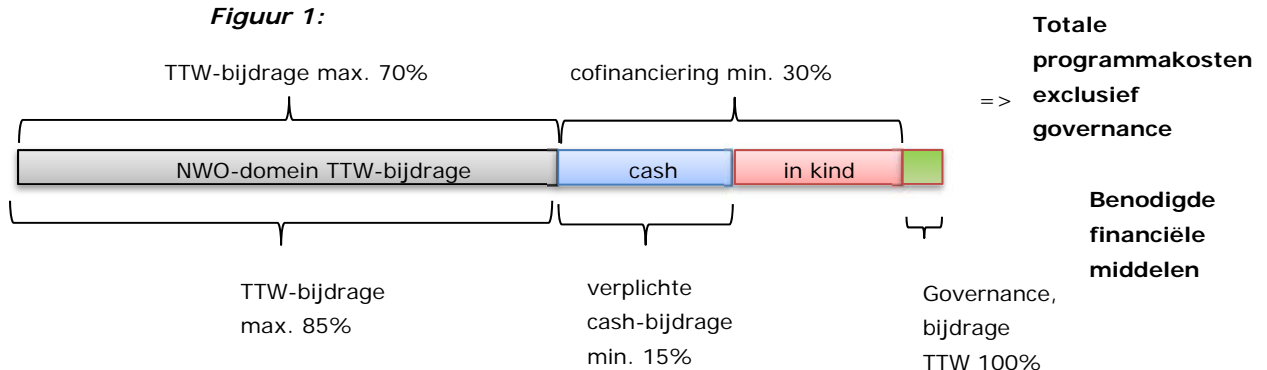 Figuur 1:
TTW-bijdrage max. 70%
cofinanciering min. 30%
=>
Totale
programmakosten
exclusief
governance
NWO-domein TTW-bijdrage
cash
in kind
Benodigde
financiële
middelen
TTW-bijdrage
max. 85%
verplichte
cash-bijdrage
min. 15%
Governance,
bijdrage
TTW 100%